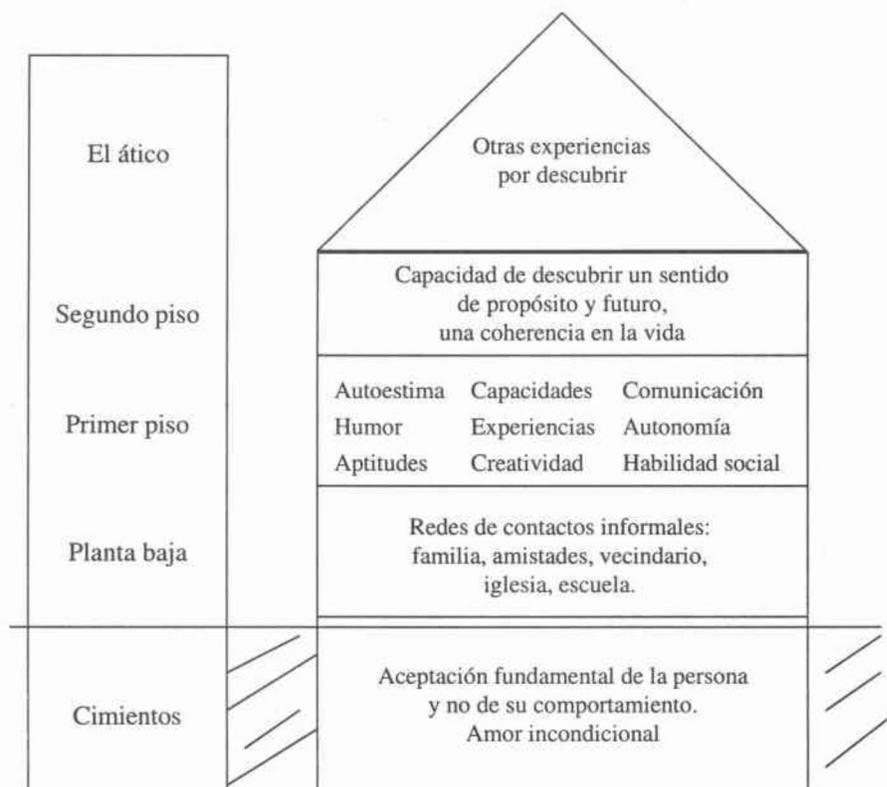 El ático
Otras experiencias
por descubrir
Segundo piso
Capacidad de descubrir un sentido
de propósito y futuro,
una coherencia en la vida
Primer piso
Autoestima Capacidades Comunicación
Humor Experiencias Autonomía
Aptitudes Creatividad Habilidad social
Planta baja
Redes de contactos informales:
familia, amistades, vecindario,
iglesia, escuela.
Cimientos
Aceptación fundamental de la persona
y no de su comportamiento.
Amor incondicional